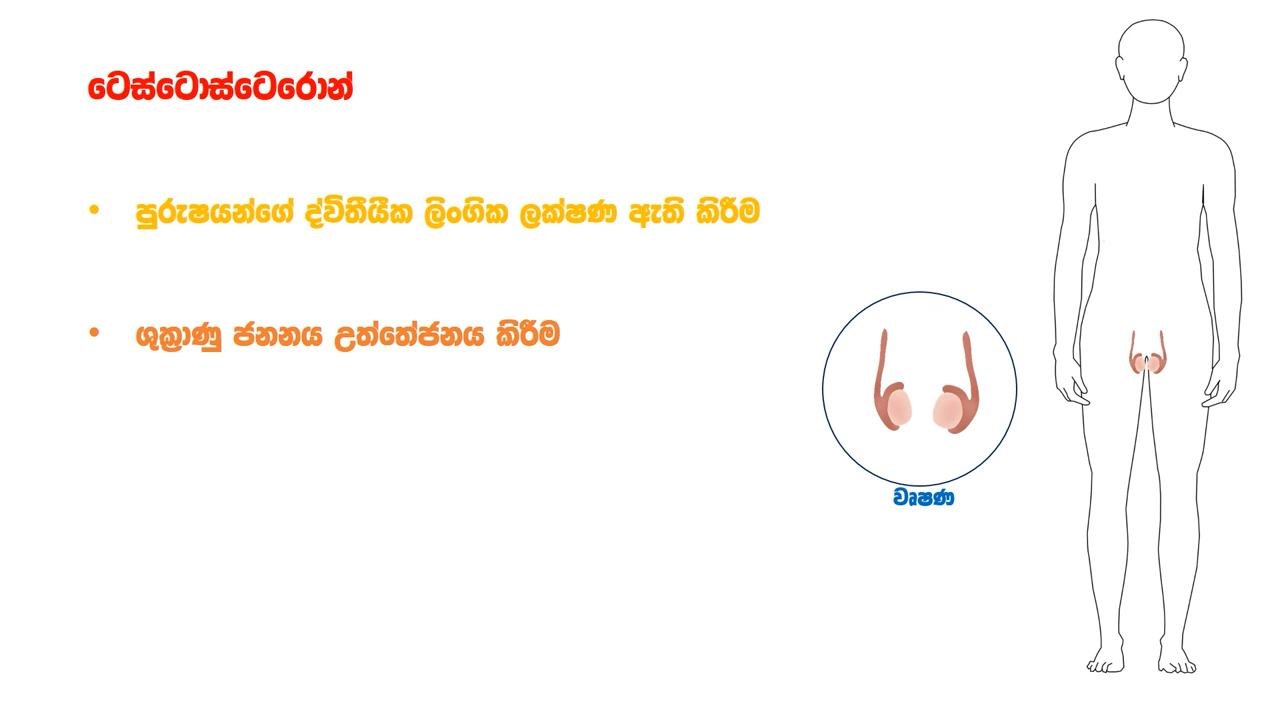 ටෙස්ටොස්ටෙරොන්
• පුරුෂයන්ගේ ද්විතීයීක ලිංගික ලක්ෂණ ඇති කිරීම
• ශුක්‍රාණු ජනනය උත්තේජනය කිරීම
වෘෂණ